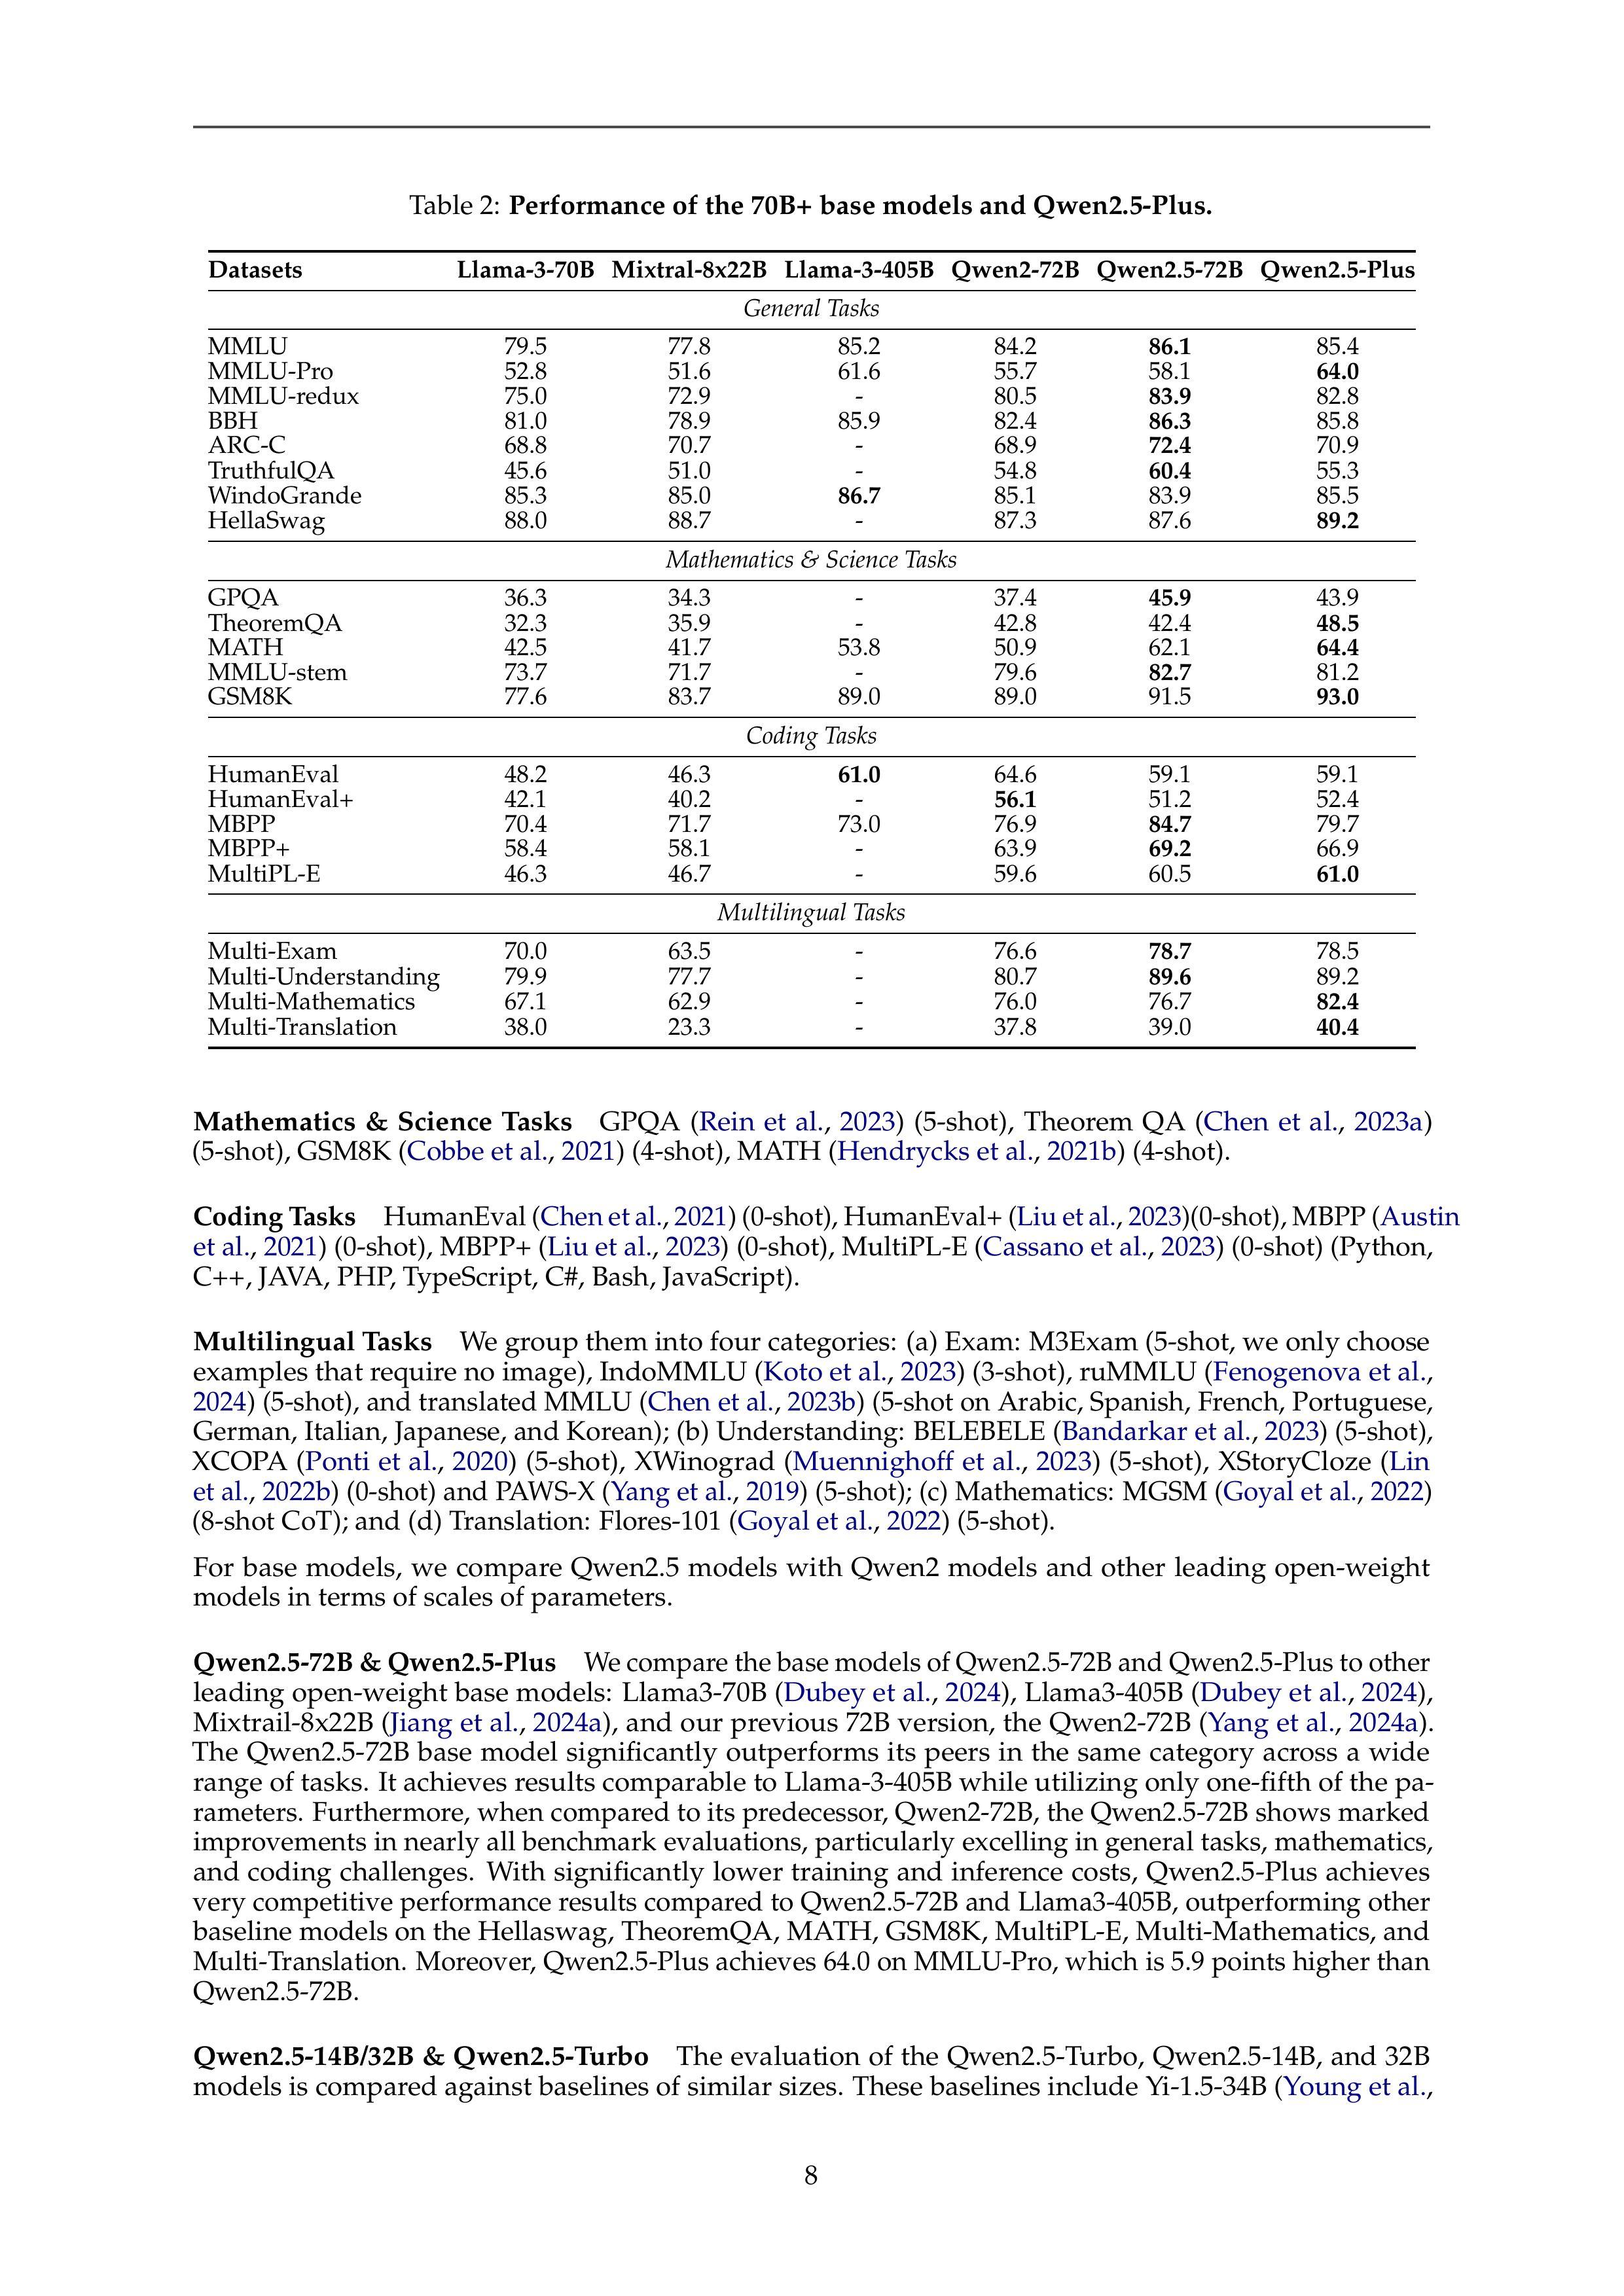 Table 2: Performance of the 70B+ base models and Qwen2.5-Plus.
Datasets Llama-3-70B Mixtral-8x22B Llama-3-405B Qwen2-72B Qwen2.5-72B Qwen2.5-Plus
General Tasks
MMLU 79.5 77.8 85.2 84.2 86.1 85.4
MMLU-Pro 52.8 51.6 61.6 55.7 58.1 64.0
MMLU-redux 75.0 72.9 - 80.5 83.9 82.8
BBH 81.0 78.9 85.9 82.4 86.3 85.8
ARC-C 68.8 70.7 - 68.9 72.4 70.9
TruthfulQA 45.6 51.0 - 54.8 60.4 55.3
WindoGrande 85.3 85.0 86.7 85.1 83.9 85.5
HellaSwag 88.0 88.7 - 87.3 87.6 89.2
Mathematics & Science Tasks
GPQA 36.3 34.3 - 37.4 45.9 43.9
TheoremQA 32.3 35.9 - 42.8 42.4 48.5
MATH 42.5 41.7 53.8 50.9 62.1 64.4
MMLU-stem 73.7 71.7 - 79.6 82.7 81.2
GSM8K 77.6 83.7 89.0 89.0 91.5 93.0
Coding Tasks
HumanEval 48.2 46.3 61.0 64.6 59.1 59.1
HumanEval+ 42.1 40.2 - 56.1 51.2 52.4
MBPP 70.4 71.7 73.0 76.9 84.7 79.7
MBPP+ 58.4 58.1 - 63.9 69.2 66.9
MultiPL-E 46.3 46.7 - 59.6 60.5 61.0
Multilingual Tasks
Multi-Exam 70.0 63.5 - 76.6 78.7 78.5
Multi-Understanding 79.9 77.7 - 80.7 89.6 89.2
Multi-Mathematics 67.1 62.9 - 76.0 76.7 82.4
Multi-Translation 38.0 23.3 - 37.8 39.0 40.4
Mathematics & Science Tasks GPQA (Rein et al., 2023) (5-shot), Theorem QA (Chen et al., 2023a)
(5-shot), GSM8K (Cobbe et al., 2021) (4-shot), MATH (Hendrycks et al., 2021b) (4-shot).
Coding Tasks HumanEval (Chen et al., 2021) (0-shot), HumanEval+ (Liu et al., 2023)(0-shot), MBPP (Austin
et al., 2021) (0-shot), MBPP+ (Liu et al., 2023) (0-shot), MultiPL-E (Cassano et al., 2023) (0-shot) (Python,
C++, JAVA, PHP, TypeScript, C#, Bash, JavaScript).
Multilingual Tasks We group them into four categories: (a) Exam: M3Exam (5-shot, we only choose
examples that require no image), IndoMMLU (Koto et al., 2023) (3-shot), ruMMLU (Fenogenova et al.,
2024) (5-shot), and translated MMLU (Chen et al., 2023b) (5-shot on Arabic, Spanish, French, Portuguese,
German, Italian, Japanese, and Korean); (b) Understanding: BELEBELE (Bandarkar et al., 2023) (5-shot),
XCOPA (Ponti et al., 2020) (5-shot), XWinograd (Muennighoff et al., 2023) (5-shot), XStoryCloze (Lin
et al., 2022b) (0-shot) and PAWS-X (Yang et al., 2019) (5-shot); (c) Mathematics: MGSM (Goyal et al., 2022)
(8-shot CoT); and (d) Translation: Flores-101 (Goyal et al., 2022) (5-shot).
For base models, we compare Qwen2.5 models with Qwen2 models and other leading open-weight
models in terms of scales of parameters.
Qwen2.5-72B & Qwen2.5-Plus We compare the base models of Qwen2.5-72B and Qwen2.5-Plus to other
leading open-weight base models: Llama3-70B (Dubey et al., 2024), Llama3-405B (Dubey et al., 2024),
Mixtrail-8x22B (Jiang et al., 2024a), and our previous 72B version, the Qwen2-72B (Yang et al., 2024a).
The Qwen2.5-72B base model significantly outperforms its peers in the same category across a wide
range of tasks. It achieves results comparable to Llama-3-405B while utilizing only one-fifth of the pa-
rameters. Furthermore, when compared to its predecessor, Qwen2-72B, the Qwen2.5-72B shows marked
improvements in nearly all benchmark evaluations, particularly excelling in general tasks, mathematics,
and coding challenges. With significantly lower training and inference costs, Qwen2.5-Plus achieves
very competitive performance results compared to Qwen2.5-72B and Llama3-405B, outperforming other
baseline models on the Hellaswag, TheoremQA, MATH, GSM8K, MultiPL-E, Multi-Mathematics, and
Multi-Translation. Moreover, Qwen2.5-Plus achieves 64.0 on MMLU-Pro, which is 5.9 points higher than
Qwen2.5-72B.
Qwen2.5-14B/32B & Qwen2.5-Turbo The evaluation of the Qwen2.5-Turbo, Qwen2.5-14B, and 32B
models is compared against baselines of similar sizes. These baselines include Yi-1.5-34B (Young et al.,
8